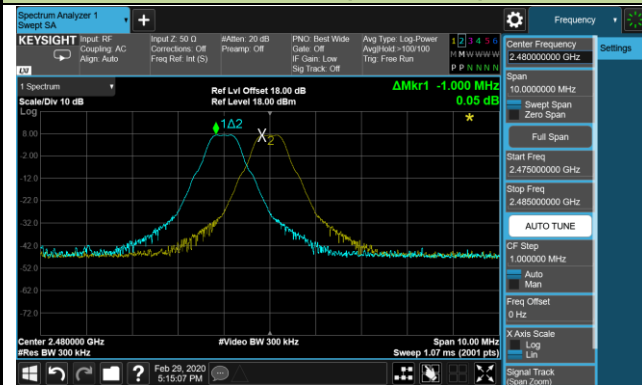 Spectrum Analyzer 1
Swept SA
Frequency
KEYSIGHT
Input: RF
Coupling: AC
Align: Auto
Input Z: 50 Ω
Corrections: Off
Freq Ref: Int (S)
#Atten: 20 dB
Preamp: Off
PNO: Best Wide
Gate: Off
IF Gain: Low
Sig Track: Off
Avg Type: Log-Power
Avg|Hold:>100/100
Trig: Free Run
1 2 3 4 5 6
M M W W W W
P P N N N N
LXI
1 Spectrum
Scale/Div 10 dB
Log
Ref Lvl Offset 18.00 dB
Ref Level 18.00 dBm
ΔMkr1 -1.000 MHz
0.05 dB
*
1Δ2
X2
8.00
-2.00
-12.0
-22.0
-32.0
-42.0
-52.0
-62.0
-72.0
Center 2.480000 GHz
#Res BW 300 kHz
#Video BW 300 kHz
Span 10.00 MHz
Sweep 1.07 ms (2001 pts)
Feb 29, 2020
5:15:07 PM
Center Frequency
2.480000000 GHz
Span
10.0000000 MHz
Swept Span
Zero Span
Full Span
Start Freq
2.475000000 GHz
Stop Freq
2.485000000 GHz
AUTO TUNE
CF Step
1.000000 MHz
Auto
Man
Freq Offset
0 Hz
X Axis Scale
Log
Lin
Signal Track
(Span Zoom)
Settings